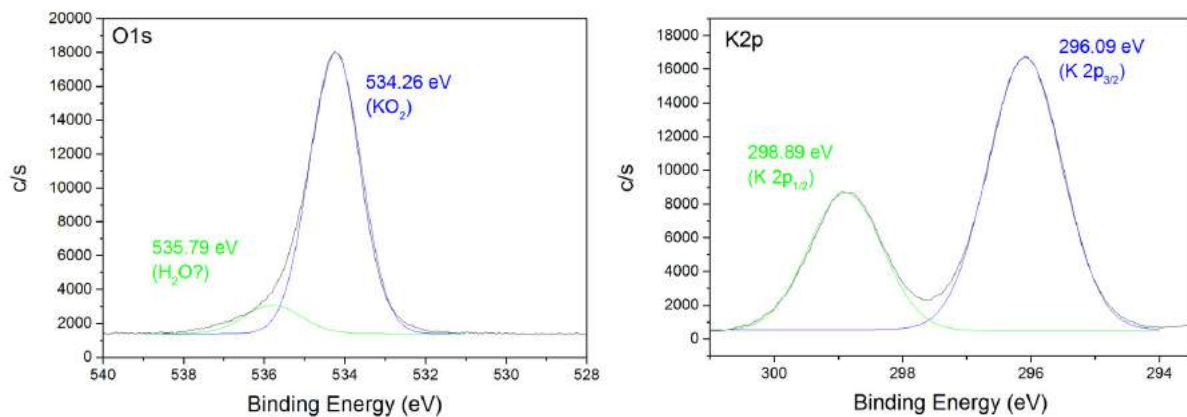 O1s
20000
18000
16000
14000
12000
10000
8000
6000
4000
2000
0
c/s
534.26 eV
(KO₂)
535.79 eV
(H₂O?)
540
538
536
534
532
530
528
Binding Energy (eV)
K2p
18000
16000
14000
12000
10000
8000
6000
4000
2000
0
c/s
296.09 eV
(K 2p₃/₂)
298.89 eV
(K 2p₁/₂)
300
298
296
294
Binding Energy (eV)